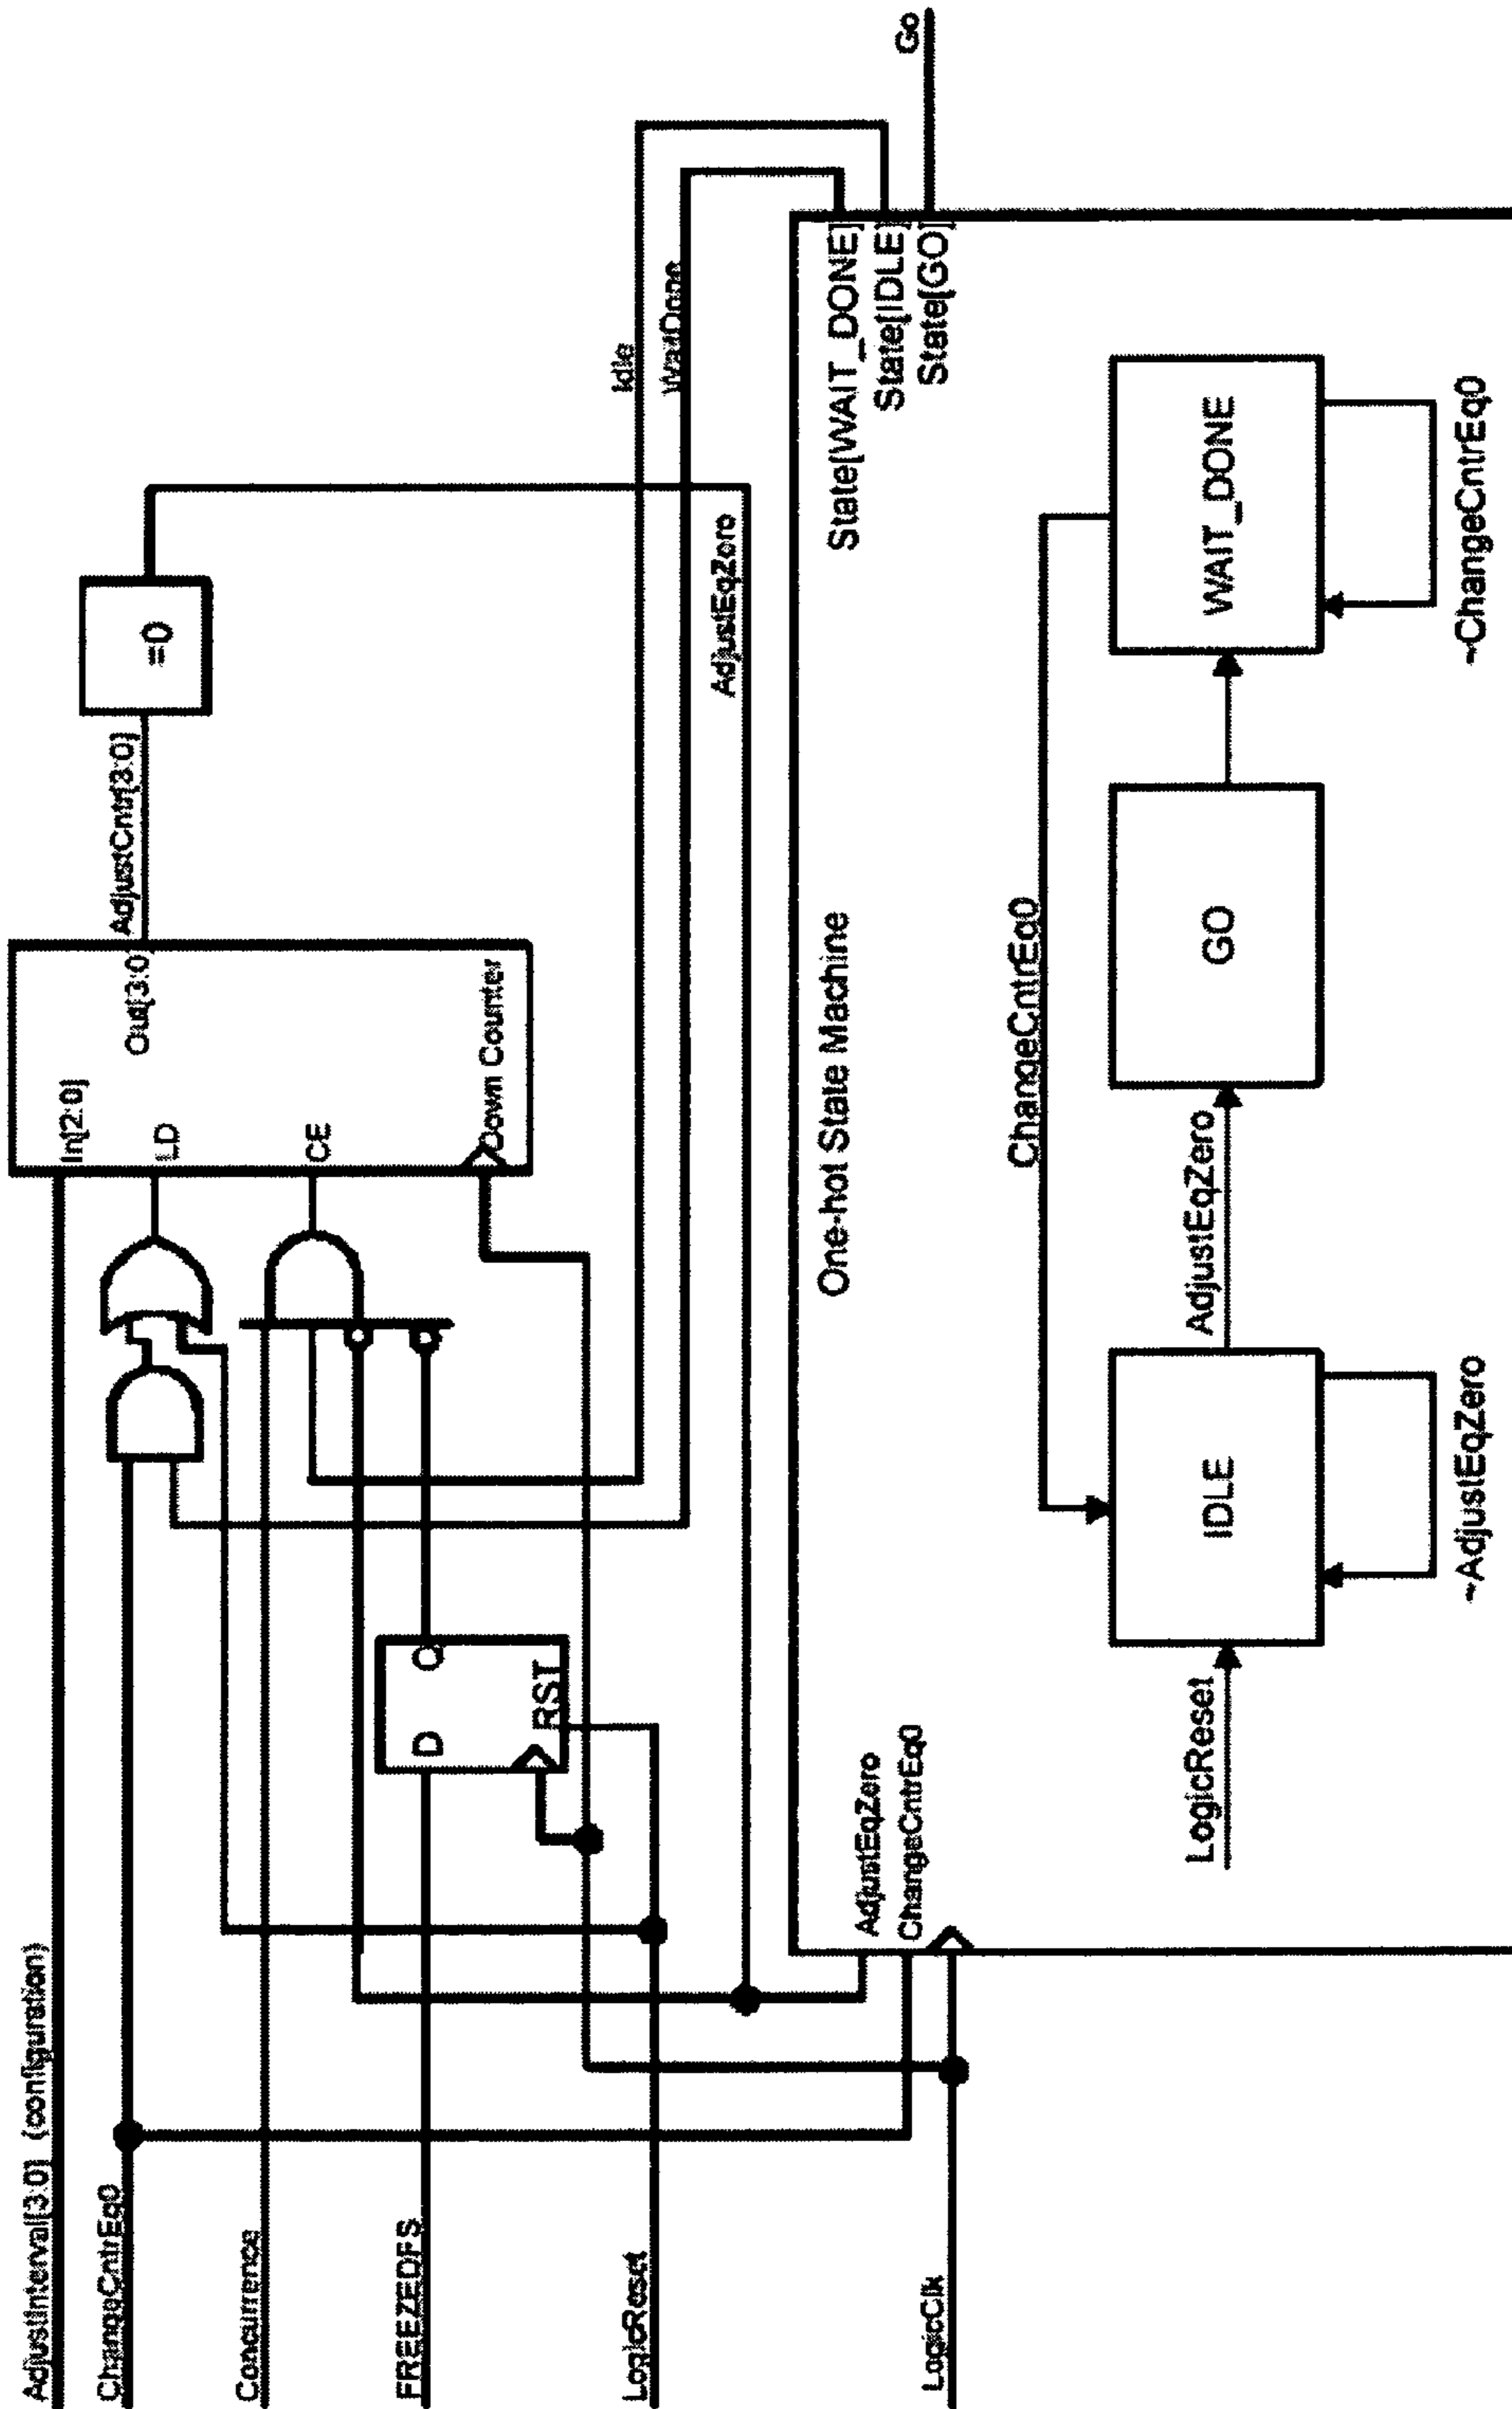 AdjustInterval[3:0] (configuration)
ChangeCntrEq0
Concurrence
FREEZEDFS
LogicReset
LogicClk
In[2:0]
LD
CE
Out[3:0]
Down Counter
AdjustCntr[3:0]
=0
D
Q
RST
Idle
WaitDone
AdjustEqZero
AdjustEqZero
ChangeCntrEq0
One-hot State Machine
State[WAIT_DONE]
State[IDLE]
State[GO]
Go
ChangeCntrEq0
LogicReset
IDLE
AdjustEqZero
GO
WAIT_DONE
~AdjustEqZero
~ChangeCntrEq0